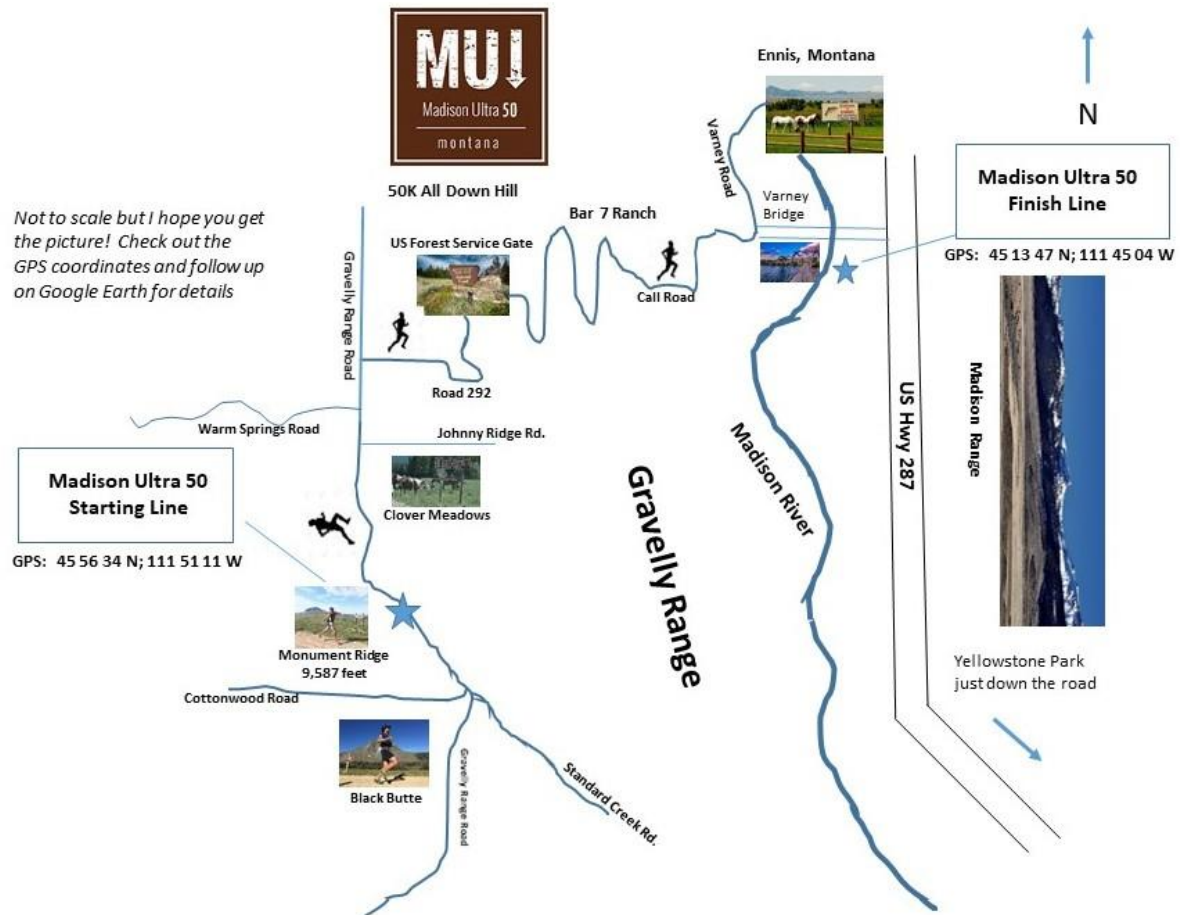 MU↓
Madison Ultra 50
montana
50K All Down Hill
Ennis, Montana
N
Not to scale but I hope you get
the picture!  Check out the
GPS coordinates and follow up
on Google Earth for details
Madison Ultra 50
Finish Line
GPS:  45 13 47 N; 111 45 04 W
Varney Road
Varney
Bridge
Bar 7 Ranch
US Forest Service Gate
Call Road
Gravelly Range Road
Road 292
Warm Springs Road
Johnny Ridge Rd.
Clover Meadows
Madison Ultra 50
Starting Line
GPS:  45 56 34 N; 111 51 11 W
Monument Ridge
9,587 feet
Cottonwood Road
Black Butte
Gravelly Range Road
Standard Creek Rd.
Gravelly Range
Madison River
US Hwy 287
Madison Range
Yellowstone Park
just down the road